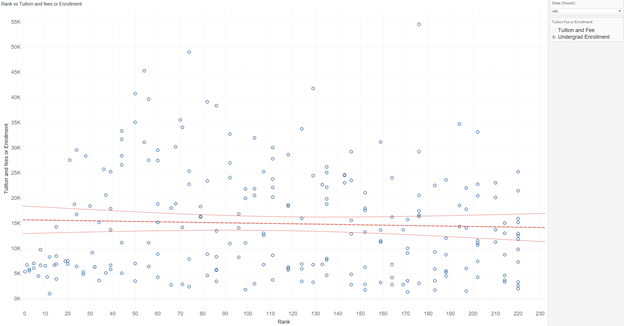 Rank vs Tuition and fees or Enrollment
State (Sheet3)
Tuition Fee or Enrollment
Tuition and Fee
Undergrad Enrollment
Tuition and fees or Enrollment
55K
50K
45K
40K
35K
30K
25K
20K
15K
10K
5K
0K
0 10 20 30 40 50 60 70 80 90 100 110 120 130 140 150 160 170 180 190 200 210 220 230
Rank